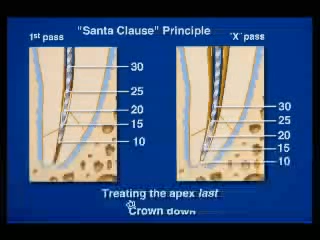 "Santa Clause" Principle
1st pass
"X" pass
30
25
20
15
10
30
25
20
15
10
Treating the apex last
Crown down